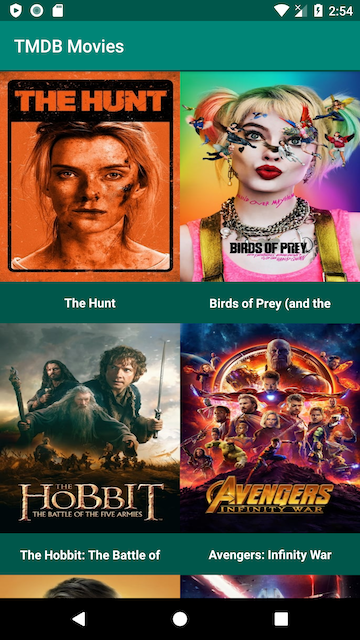 2:54
TMDB Movies
THE HUNT
BIRDS OF PREY
The Hunt
Birds of Prey (and the
THE
HOBBIT
THE BATTLE OF THE FIVE ARMIES
AVENGERS
INFINITY WAR
The Hobbit: The Battle of
Avengers: Infinity War